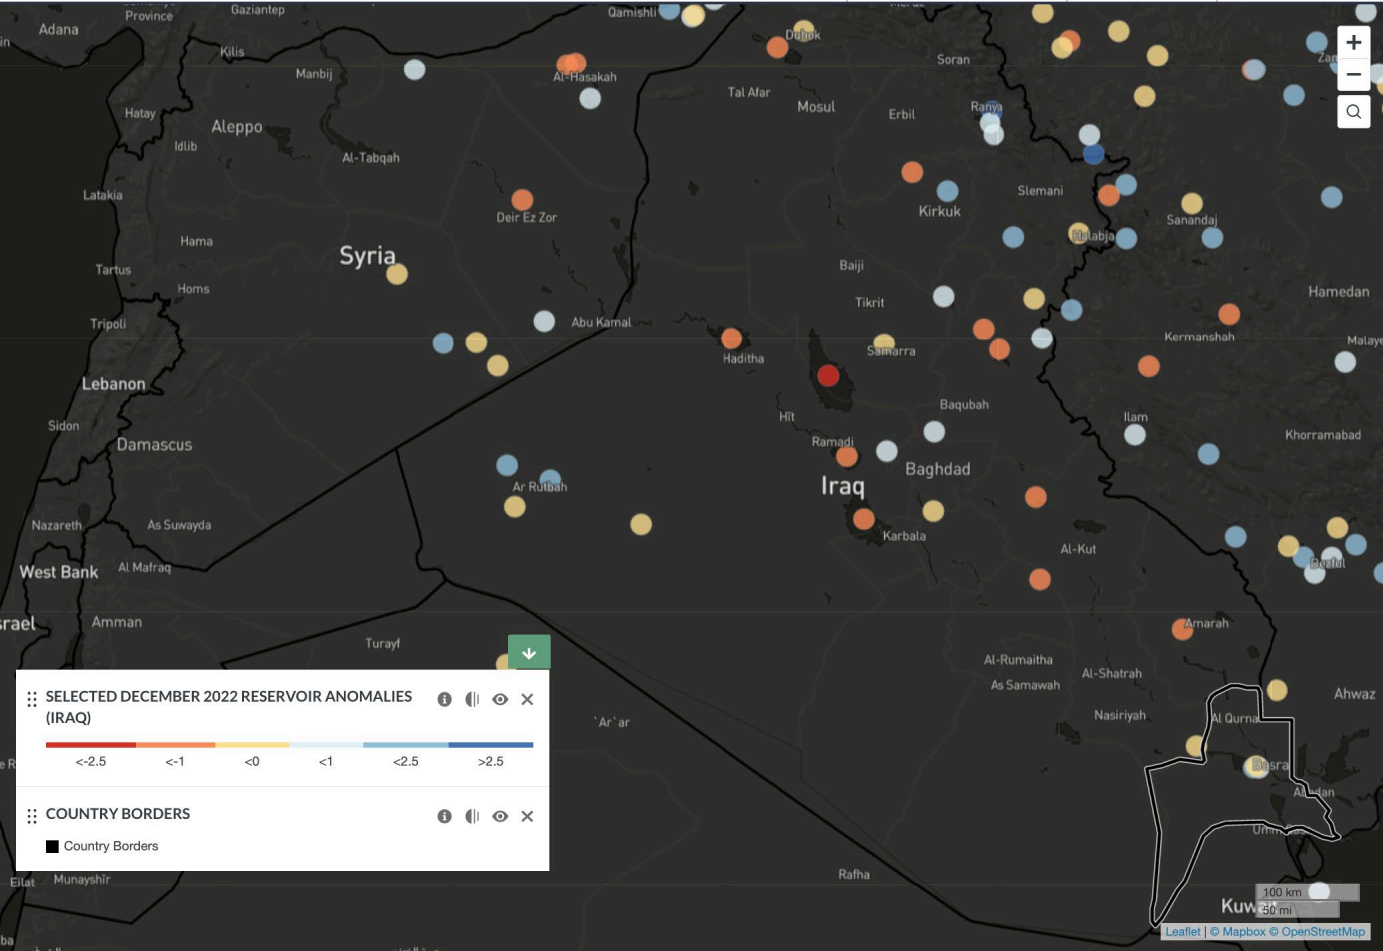 Gaziantep
Province
Adana
Qamishli
Duhok
Kilis
Soran
Manbij
Al-Hasakah
Tal Afar
Mosul
Erbil
Ranya
Hatay
Aleppo
Idlib
Al-Tabqah
Latakia
Deir Ez Zor
Slemani
Kirkuk
Sanandaj
Halabja
Hama
Syria
Baiji
Tartus
Homs
Tikrit
Hamedan
Tripoli
Abu Kamal
Kermanshah
Malaye
Samarra
Haditha
Lebanon
Baqubah
Hīt
Ilam
Sidon
Damascus
Ramadi
Khorramabad
Baghdad
Iraq
Ar Rutbah
Nazareth
As Suwayda
Karbala
Al-Kut
Dezful
West Bank
Al Mafraq
srael
Amman
Amarah
Turayf
Al-Rumaitha
Al-Shatrah
As Samawah
Ahwaz
Nasiriyah
Al Qurna
`Ar`ar
Basra
Abadan
Rafha
Eilat
Munayshīr
SELECTED DECEMBER 2022 RESERVOIR ANOMALIES
(IRAQ)
<-2.5 <-1 <0 <1 <2.5 >2.5
COUNTRY BORDERS
Country Borders
100 km
50 mi
Leaflet | © Mapbox © OpenStreetMap